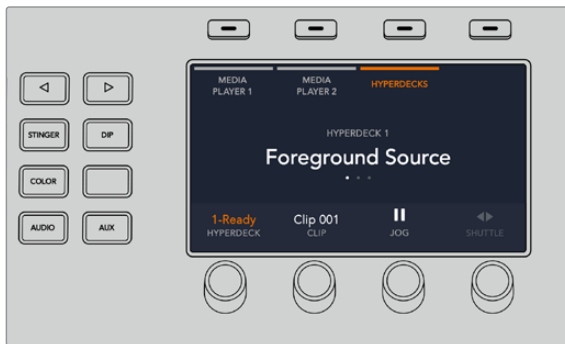 MEDIA
PLAYER 1
MEDIA
PLAYER 2
HYPERDECKS
HYPERDECK 1
Foreground Source
STINGER
DIP
COLOR
AUDIO
AUX
1-Ready
HYPERDECK
Clip 001
CLIP
JOG
SHUTTLE